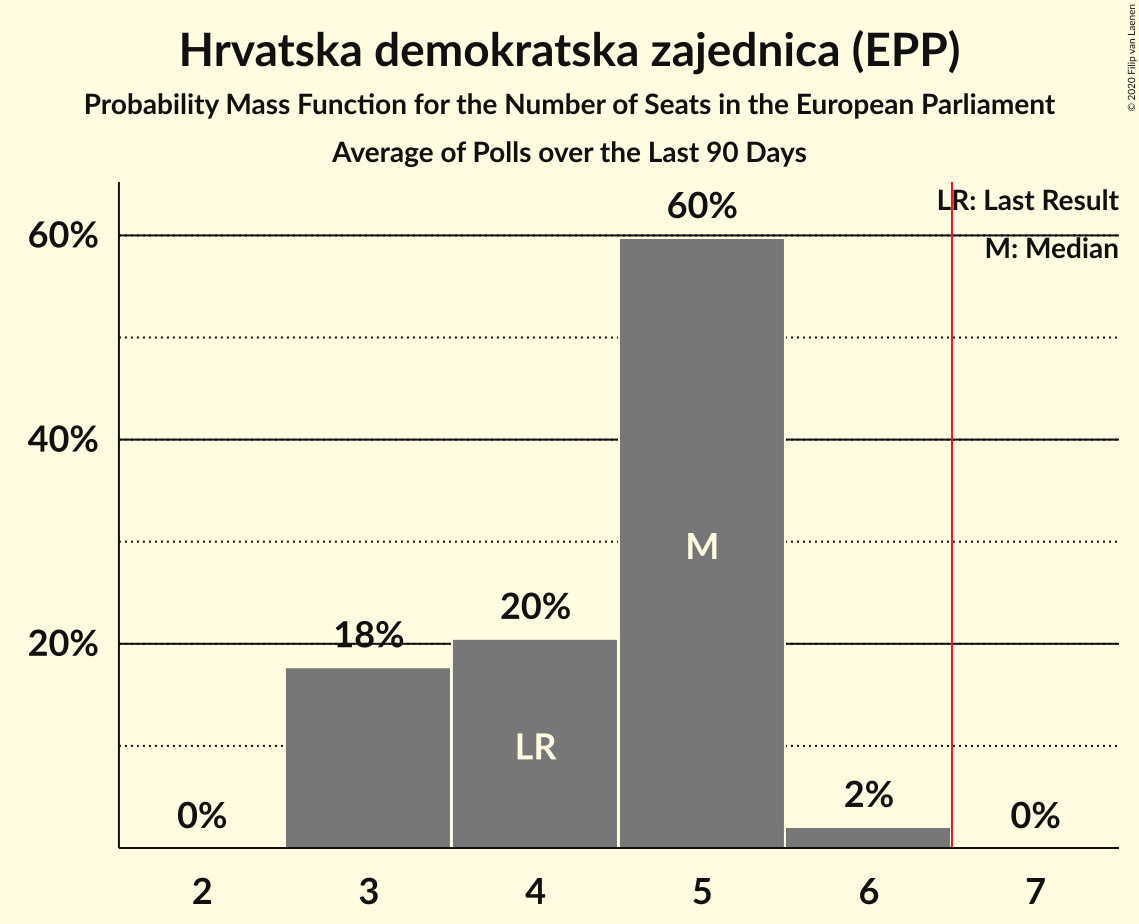 Hrvatska demokratska zajednica (EPP)
Probability Mass Function for the Number of Seats in the European Parliament
Average of Polls over the Last 90 Days
© 2020 Filip van Laenen
LR: Last Result
M: Median
60%
40%
20%
0%
18%
20%
60%
2%
0%
LR
M
2 3 4 5 6 7